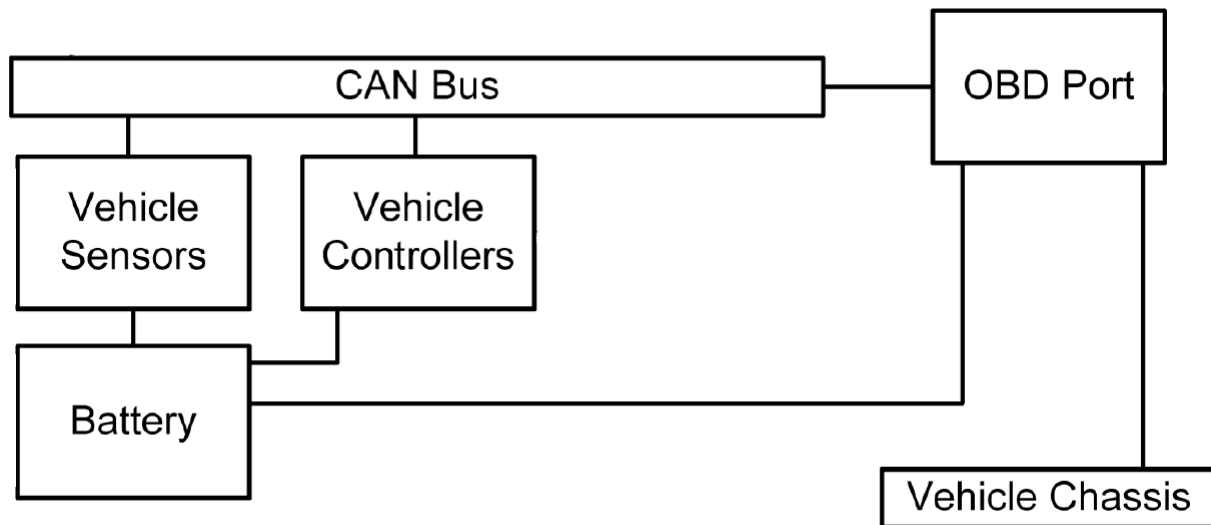 CAN Bus
OBD Port
Vehicle
Sensors
Vehicle
Controllers
Battery
Vehicle Chassis